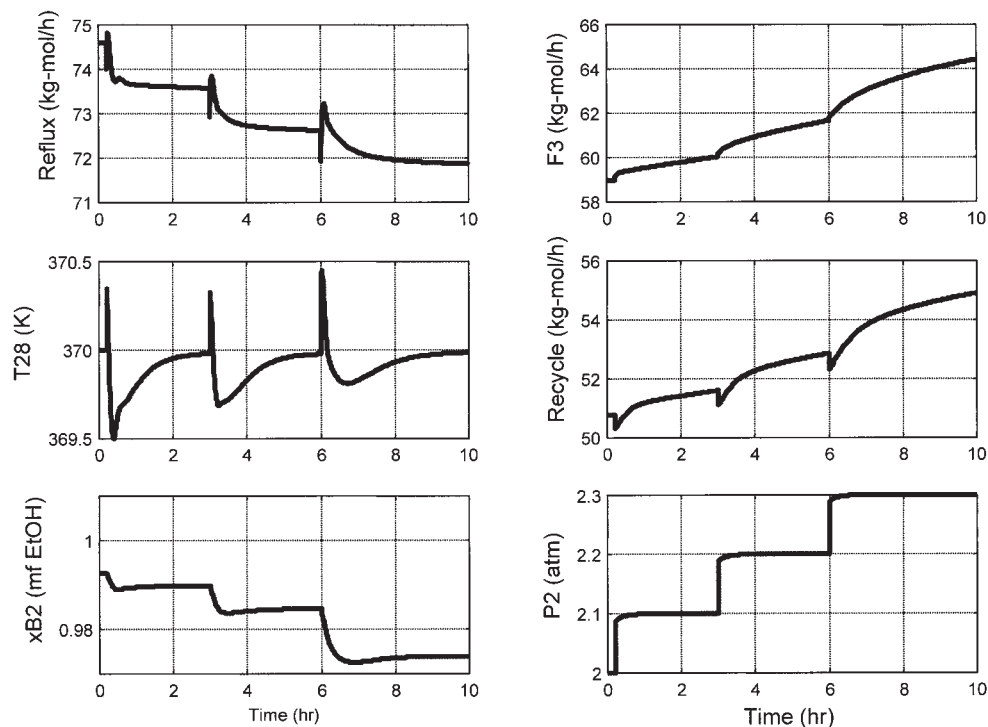 Reflux (kg-mol/h)
75
74
73
72
71
0 2 4 6 8 10
F3 (kg-mol/h)
66
64
62
60
58
0 2 4 6 8 10
T28 (K)
370.5
370
369.5
0 2 4 6 8 10
Recycle (kg-mol/h)
56
54
52
50
0 2 4 6 8 10
xB2 (mf EtOH)
1
0.98
0 2 4 6 8 10
Time (hr)
P2 (atm)
2.3
2.2
2.1
2
0 2 4 6 8 10
Time (hr)